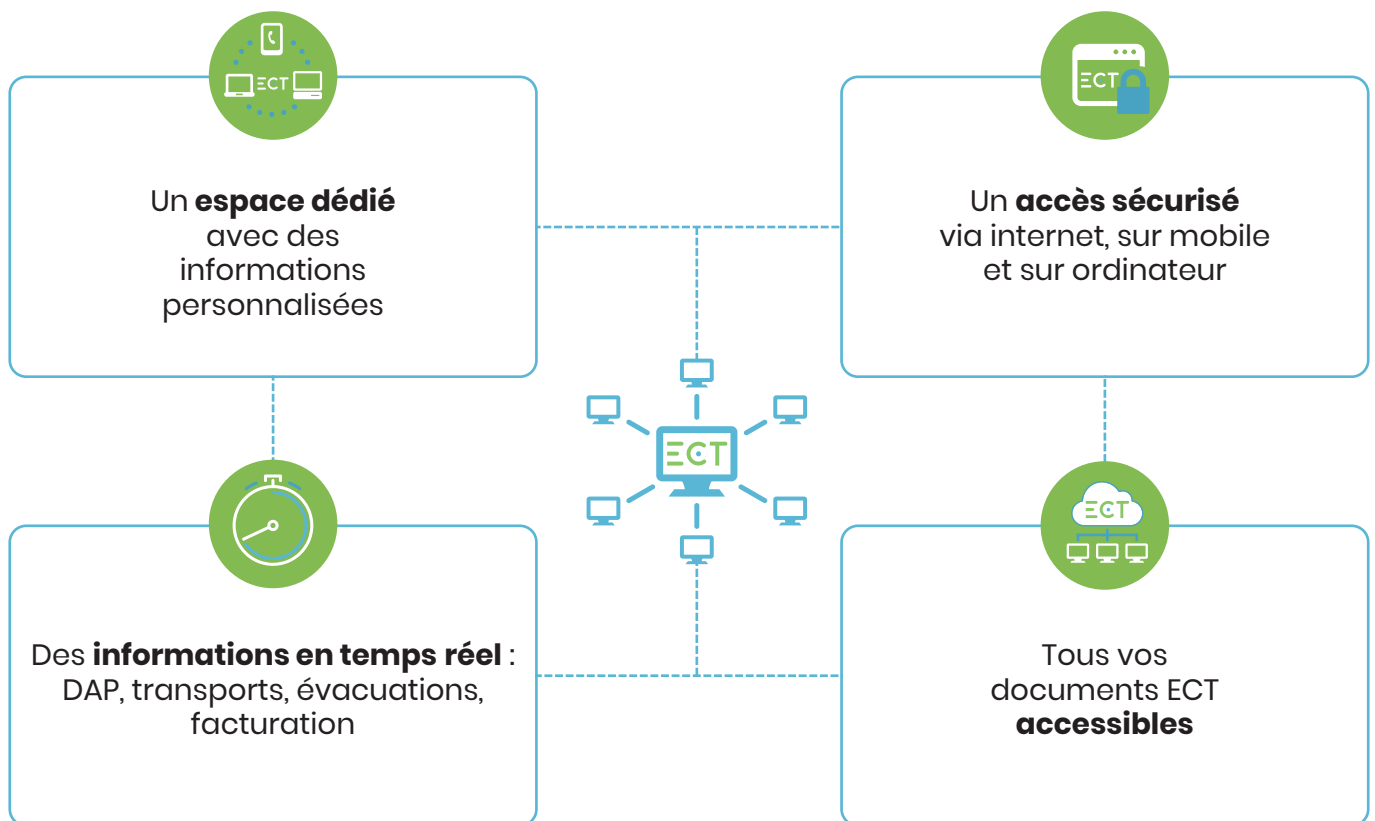 ECT
Un espace dédié
avec des
informations
personnalisées
ECT
Un accès sécurisé
via internet, sur mobile
et sur ordinateur
ECT
Des informations en temps réel :
DAP, transports, évacuations,
facturation
ECT
Tous vos
documents ECT
accessibles